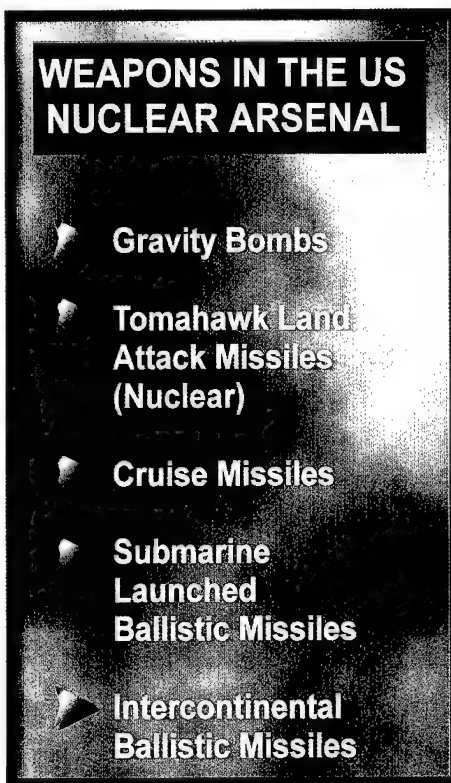 WEAPONS IN THE US
NUCLEAR ARSENAL
Gravity Bombs
Tomahawk Land
Attack Missiles
(Nuclear)
Cruise Missiles
Submarine
Launched
Ballistic Missiles
Intercontinental
Ballistic Missiles